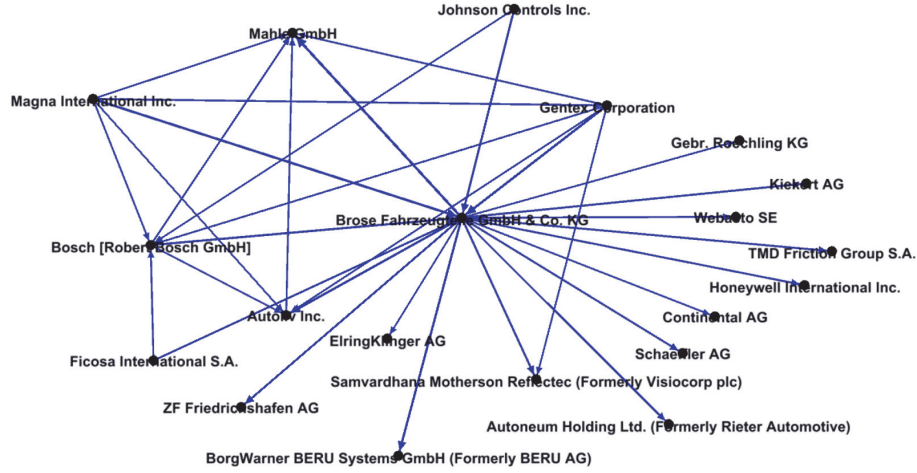 Johnson Controls Inc.
Mahle GmbH
Magna International Inc.
Gentex Corporation
Gebr. Roechling KG
Kiekert AG
Brose Fahrzeugteile GmbH & Co. KG
Webasto SE
Bosch [Robert Bosch GmbH]
TMD Friction Group S.A.
Honeywell International Inc.
Autoliv Inc.
Continental AG
ElringKlinger AG
Schaeffler AG
Ficosa International S.A.
Samvardhana Motherson Reflectec (Formerly Visiocorp plc)
ZF Friedrichshafen AG
Autoneum Holding Ltd. (Formerly Rieter Automotive)
BorgWarner BERU Systems GmbH (Formerly BERU AG)